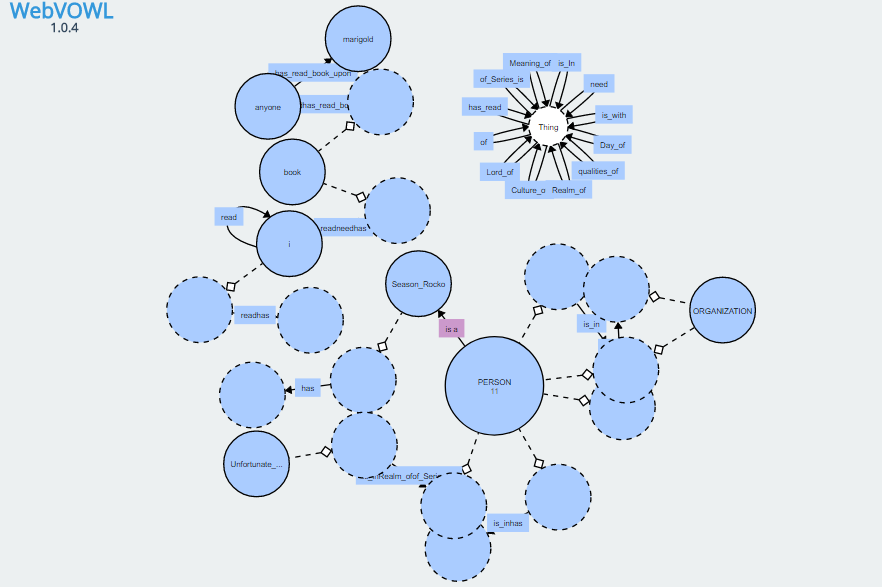 WebVOWL
1.0.4
marigold
has_read_book_upon
anyone
has_read_bo
book
read
i
readneedhas
readhas
Season_Rocko
is a
has
PERSON
11
Unfortunate_...
Realm_ofof_Seri
is_inhas
is_in
ORGANIZATION
Meaning_of
is_In
of_Series_is
need
has_read
is_with
Thing
of
Day_of
Lord_of
qualities_of
Culture_o
Realm_of